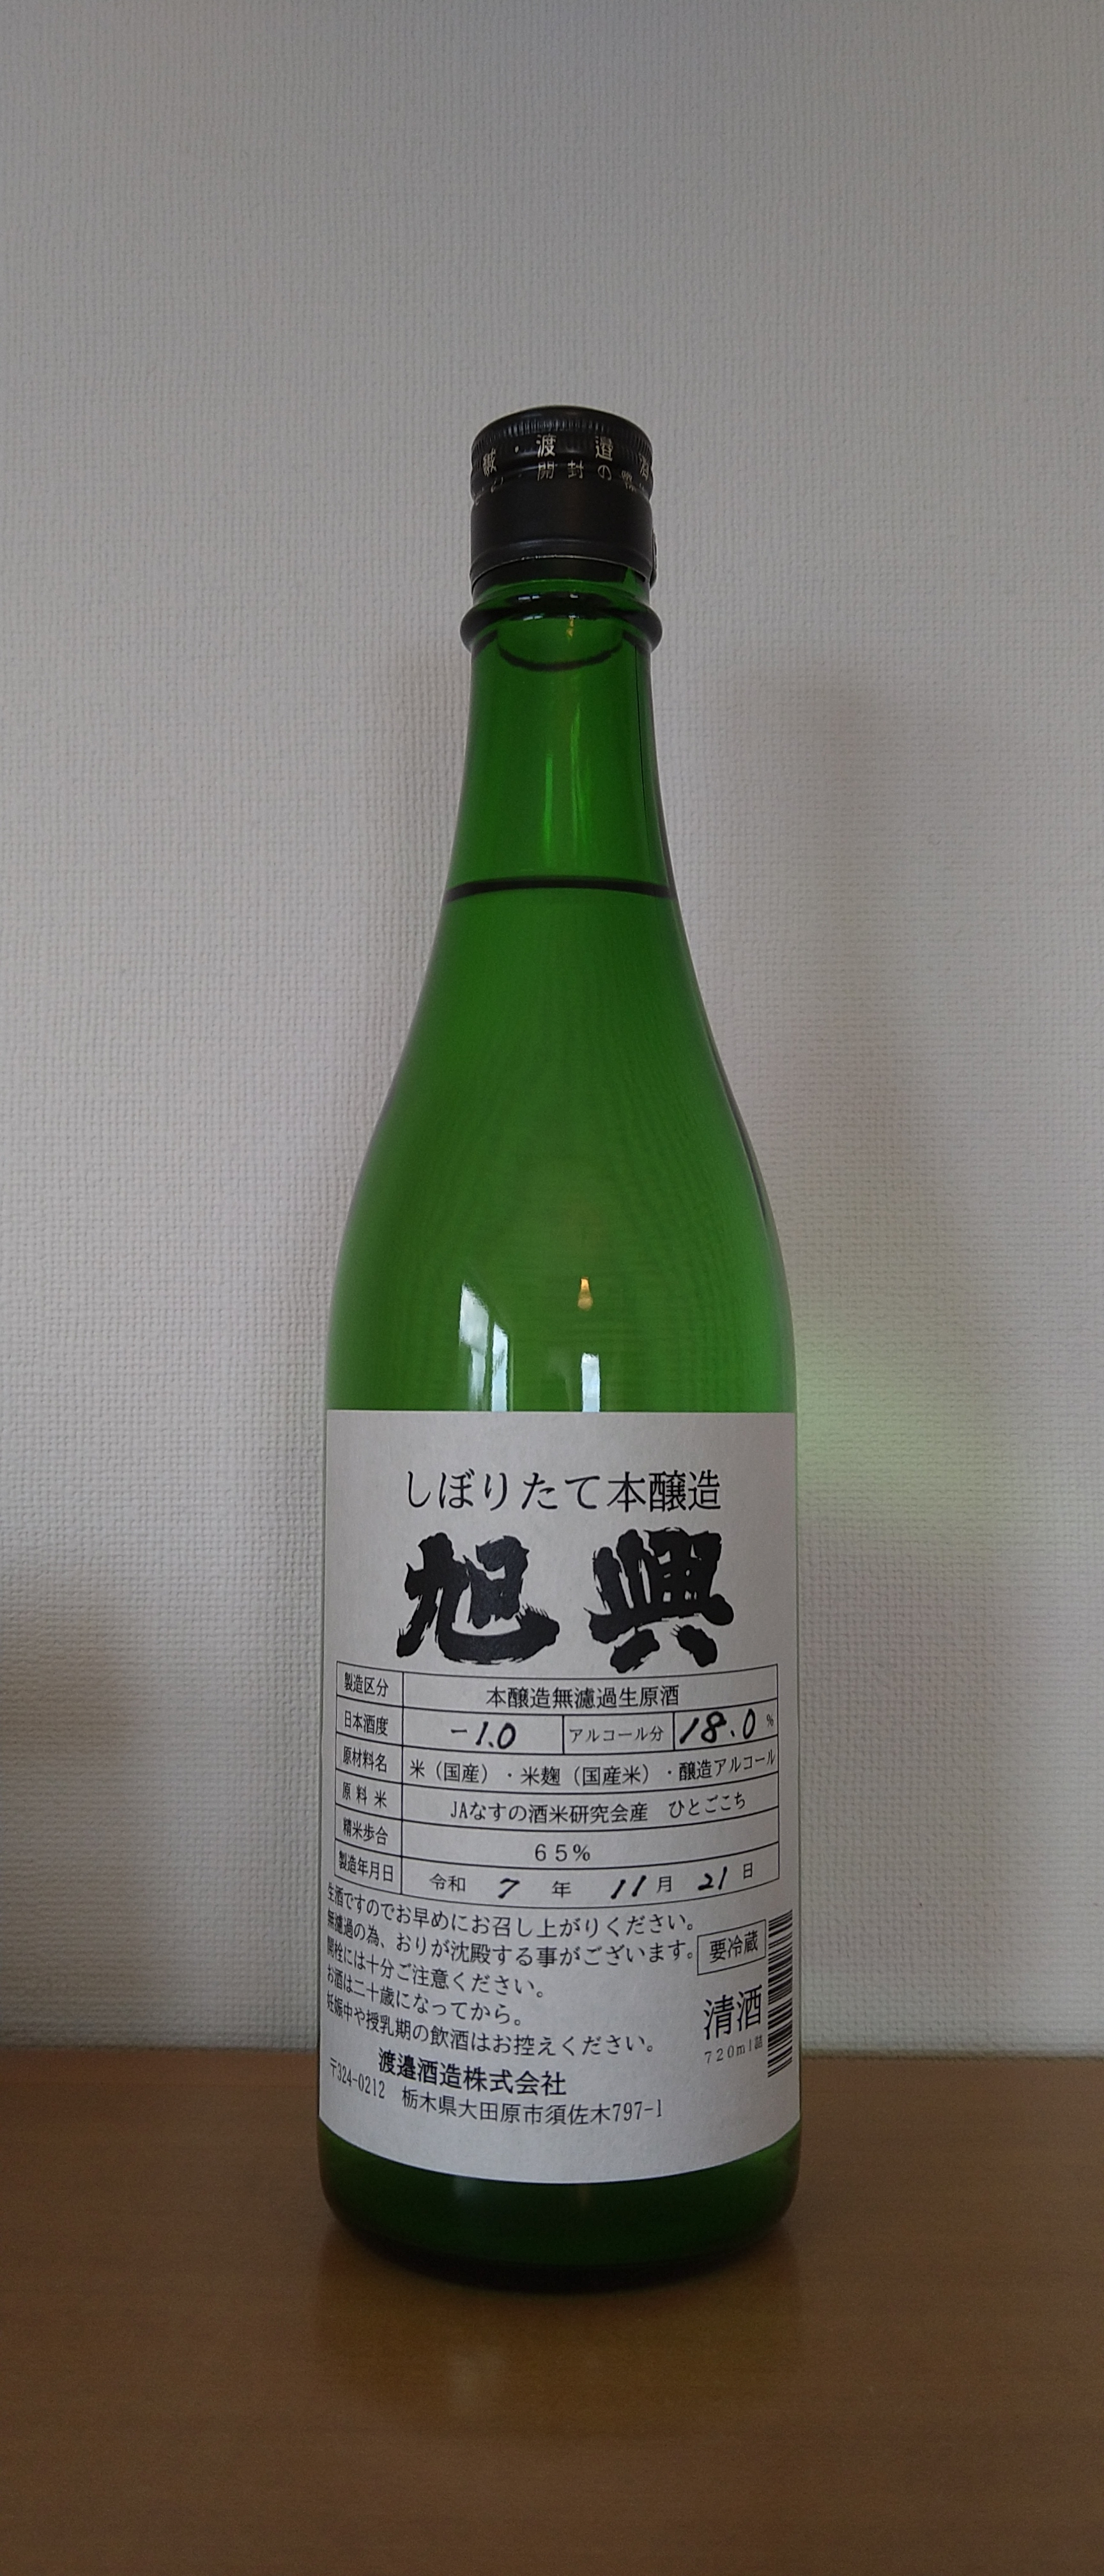 ・渡邉酒
開封の際
しぼりたて本醸造
旭興
製造区分 本醸造無濾過生原酒
日本酒度 -1.0 アルコール分 18.0 %
原材料名 米（国産）・米麹（国産米）・醸造アルコール
原料米 JAなすの酒米研究会産 ひとごこち
精米歩合 65%
製造年月日 令和 7 年 11 月 21 日
生酒ですのでお早めにお召し上がりください。
無濾過の為、おりが沈殿する事がございます。
開栓には十分ご注意ください。
お酒は二十歳になってから。
妊娠中や授乳期の飲酒はお控えください。
要冷蔵
清酒
720ml詰
渡邉酒造株式会社
〒324-0212 栃木県大田原市須佐木797-1